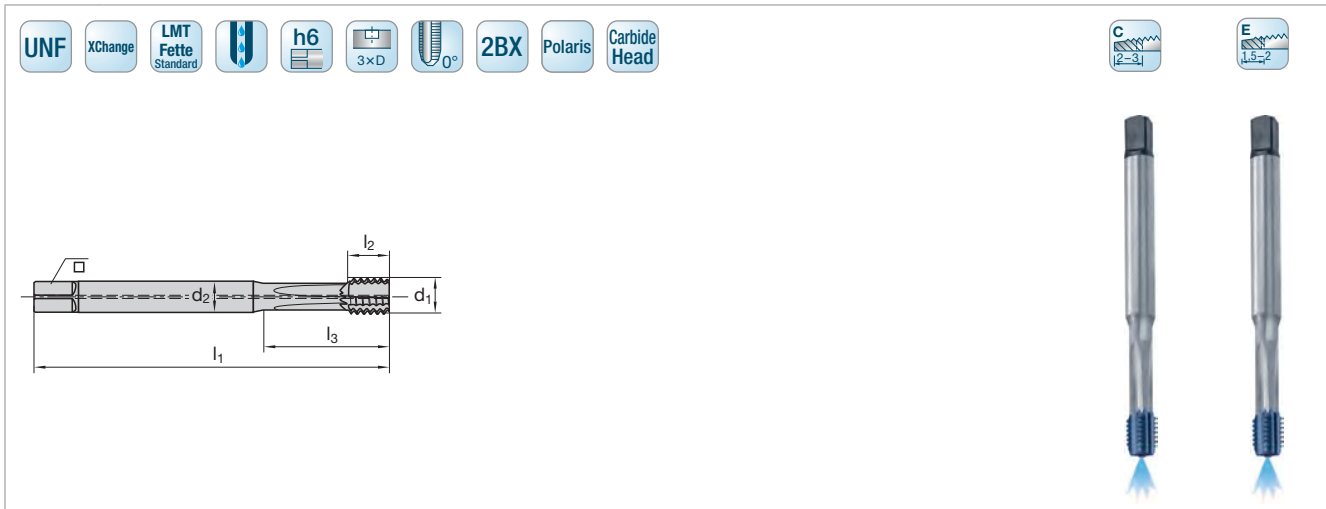 UNF
XChange
LMT
Fette
Standard
h6
3×D
0°
2BX
Polaris
Carbide
Head
C
2–3
E
1,5–2
l2
d2
d1
l3
l1